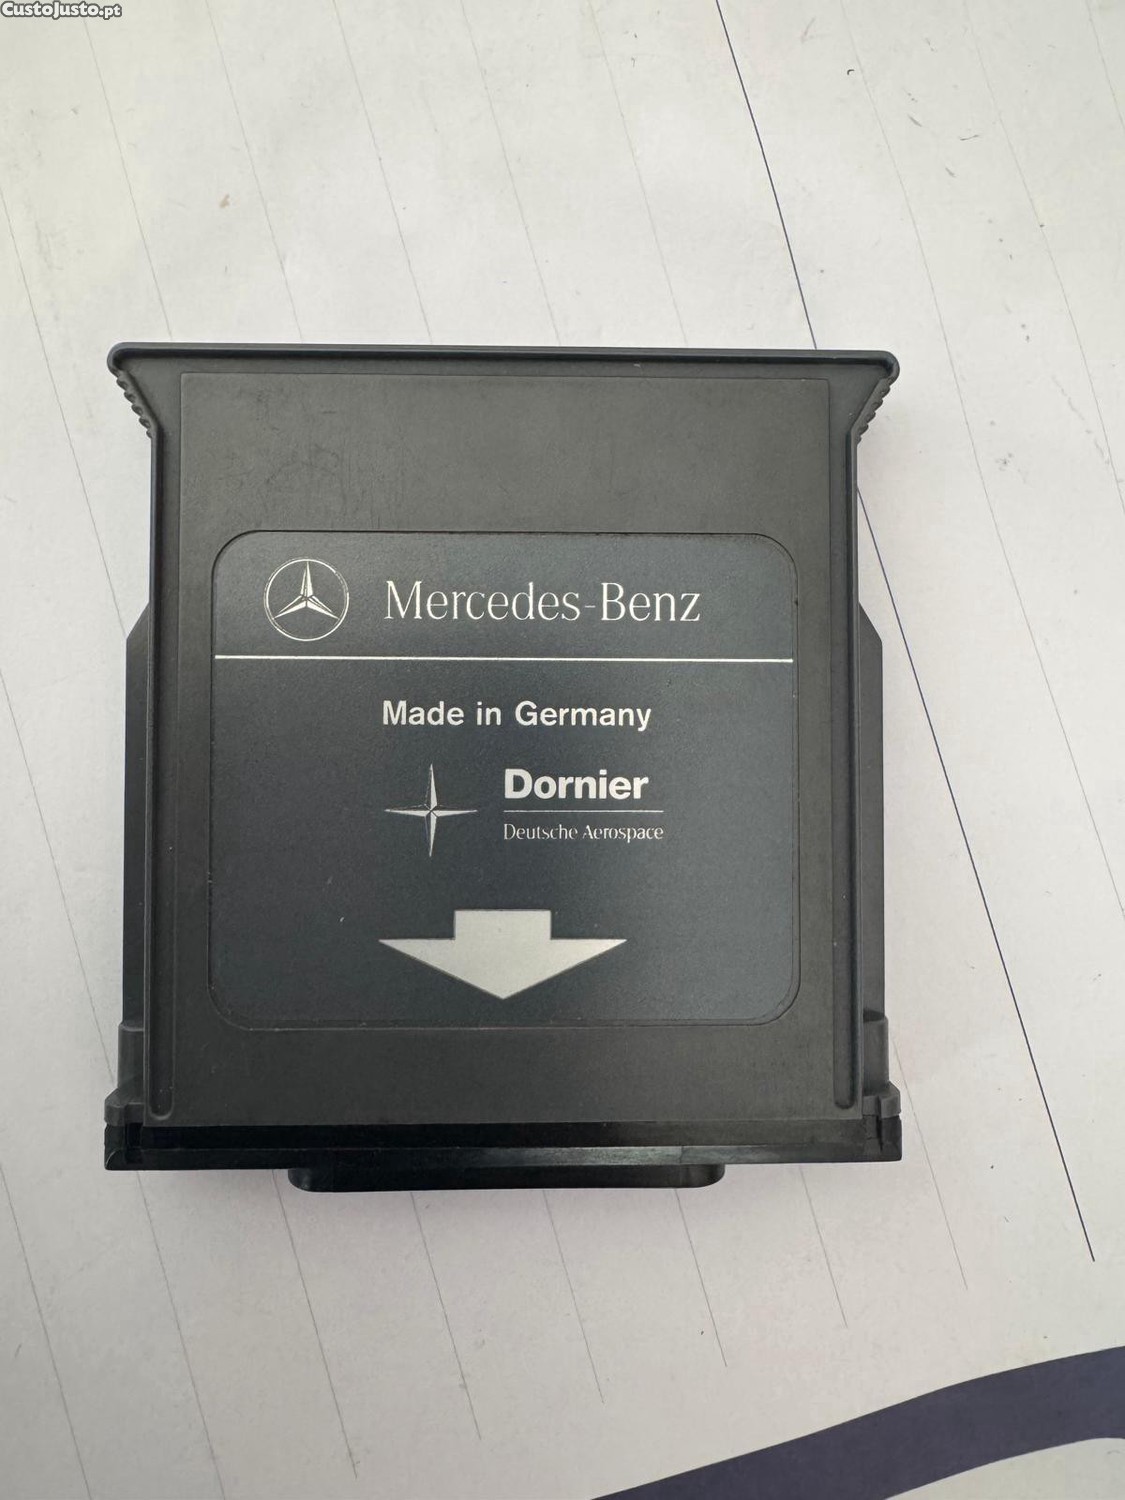 CustoJusto.pt
Mercedes-Benz
Made in Germany
Dornier
Deutsche Aerospace